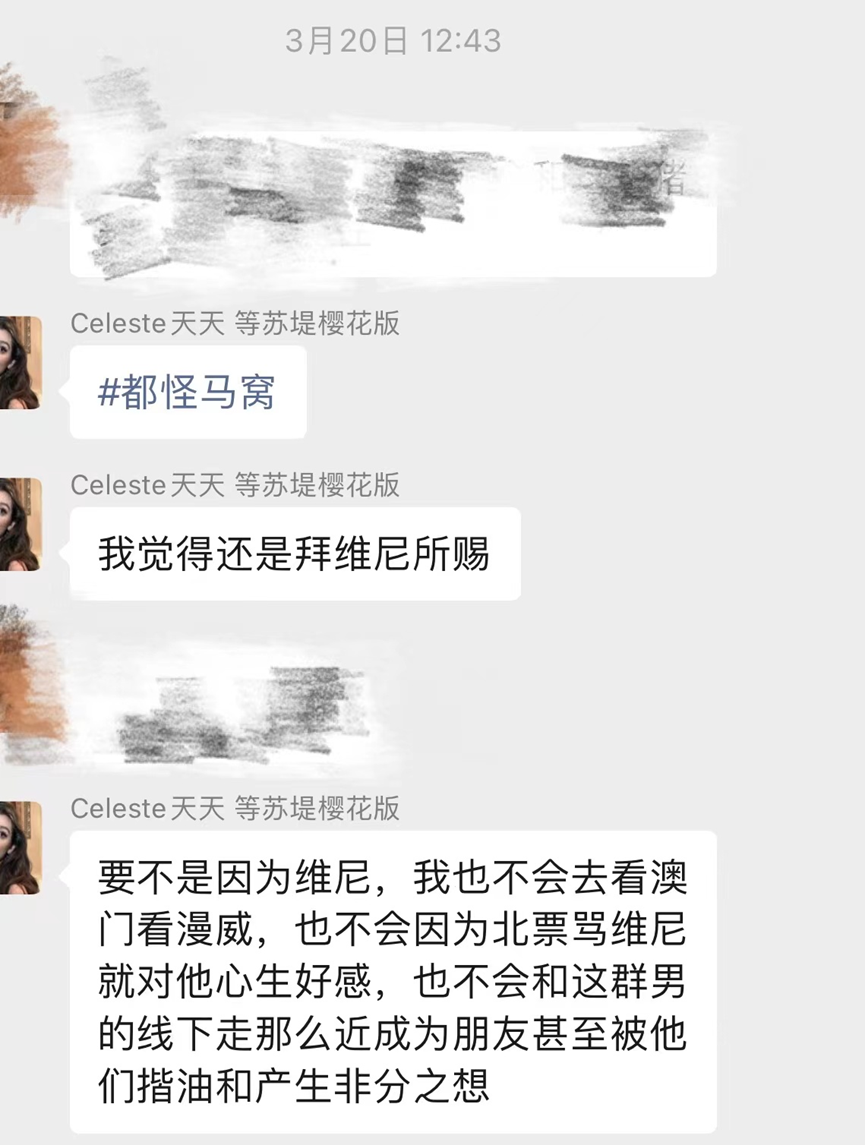 3月20日 12:43
Celeste天天 等苏堤樱花版
#都怪马窝
Celeste天天 等苏堤樱花版
我觉得还是拜维尼所赐
Celeste天天 等苏堤樱花版
要不是因为维尼，我也不会去看澳
门看漫威，也不会因为北票骂维尼
就对他心生好感，也不会和这群男
的线下走那么近成为朋友甚至被他
们揩油和产生非分之想